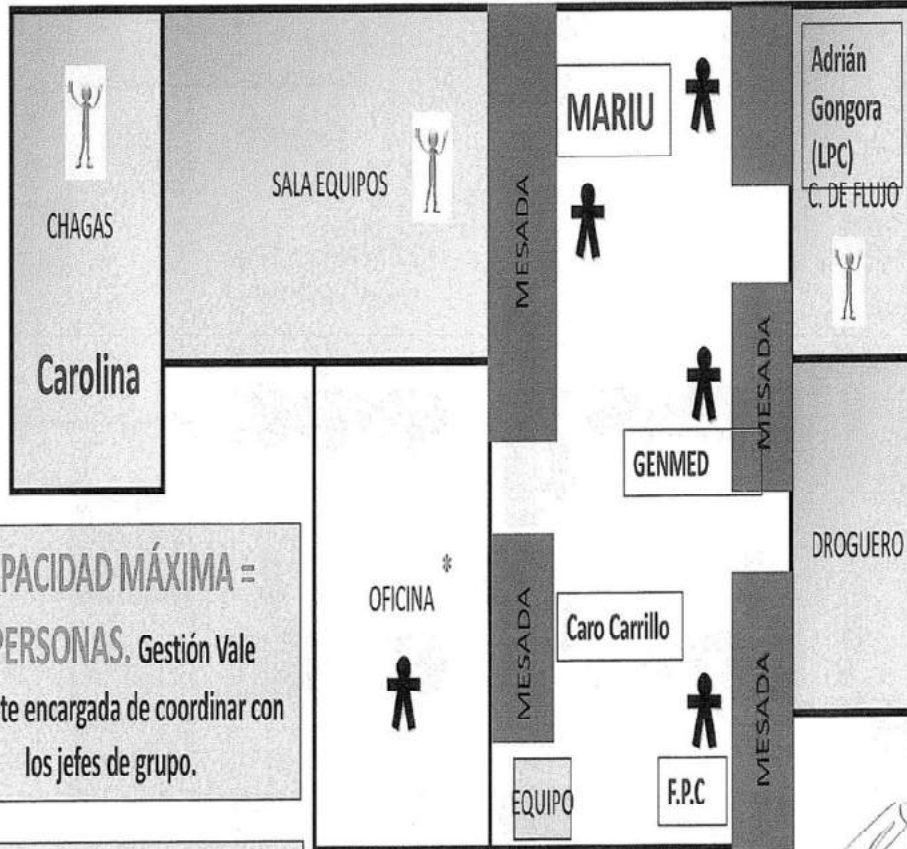 CHAGAS
Carolina
SALA EQUIPOS
MESADA
MARIU
Adrián
Gongora
(LPC)
C. DE FLUJO
MESADA
GENMED
DROGUERO
PACIDAD MÁXIMA =
PERSONAS. Gestión Vale
te encargada de coordinar con
los jefes de grupo.
OFICINA *
MESADA
Caro Carrillo
MESADA
EQUIPO
F.P.C